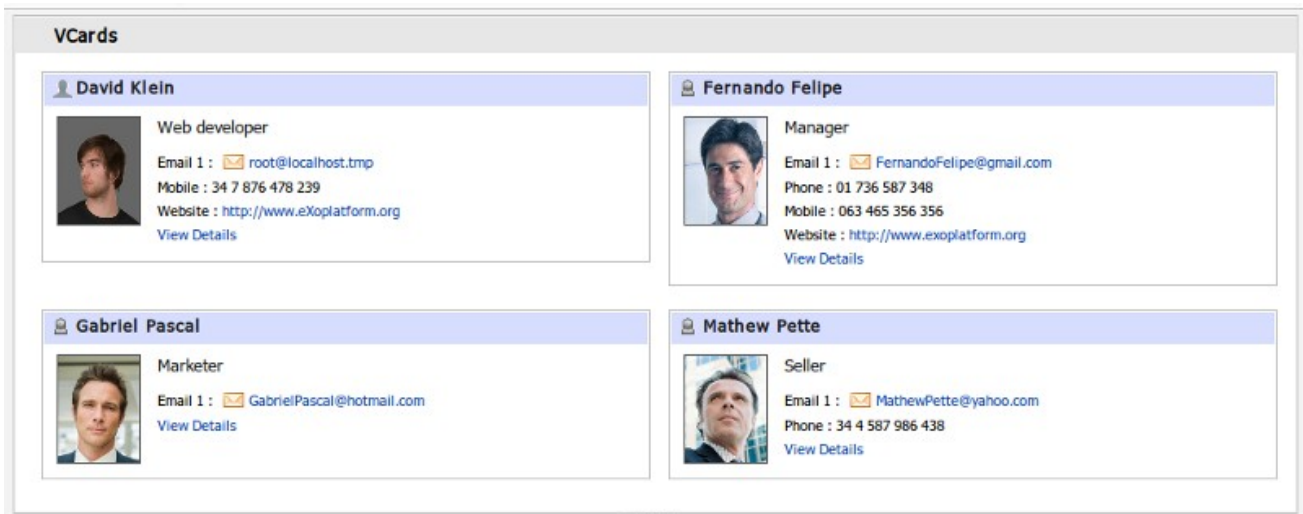 VCards
David Klein
Web developer
Email 1 : root@localhost.tmp
Mobile : 34 7 876 478 239
Website : http://www.eXoplatform.org
View Details
Fernando Felipe
Manager
Email 1 : FernandoFelipe@gmail.com
Phone : 01 736 587 348
Mobile : 063 465 356 356
Website : http://www.exoplatform.org
View Details
Gabriel Pascal
Marketer
Email 1 : GabrielPascal@hotmail.com
View Details
Mathew Pette
Seller
Email 1 : MathewPette@yahoo.com
Phone : 34 4 587 986 438
View Details